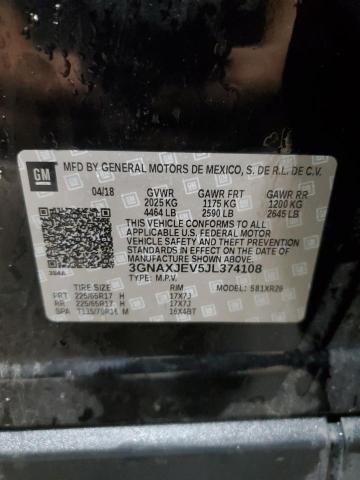 GM
MFD BY GENERAL MOTORS DE MEXICO, S. DE R.L. DE C.V.
04/18 GVWR GAWR FRT GAWR RR
2025 KG 1175 KG 1200 KG
4464 LB 2590 LB 2645 LB
THIS VEHICLE CONFORMS TO ALL
APPLICABLE U.S. FEDERAL MOTOR
VEHICLE SAFETY AND THEFT PREVENTION
STANDARDS IN EFFECT ON THE DATE OF
MANUFACTURE SHOWN ABOVE.
3GNAXJEV5JL374108
TYPE: M.P.V. MODEL: S81XR26
TIRE SIZE RIM
FRT 225/65R17 H 17X7J
RR 225/65R17 H 17X7J
SPA T135/70R16 M 16X4BT